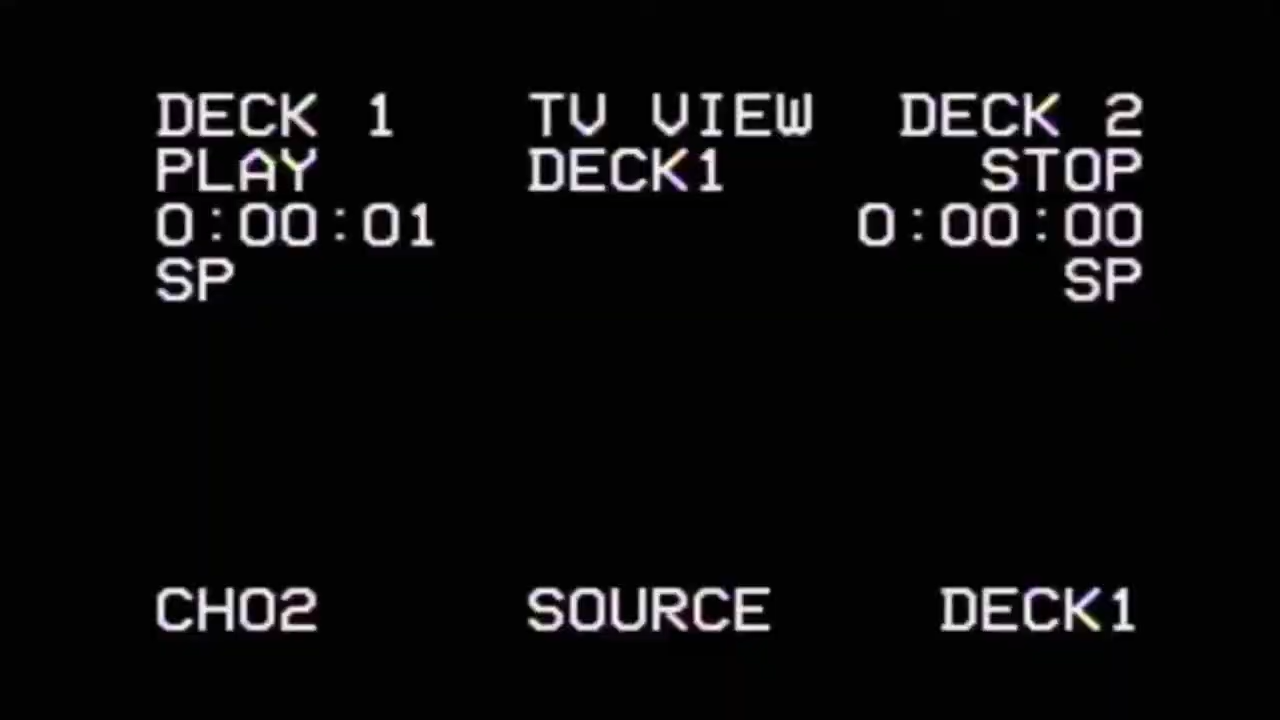 DECK 1 TV VIEW DECK 2
PLAY DECK1 STOP
0:00:01 0:00:00
SP SP
CH02 SOURCE DECK1